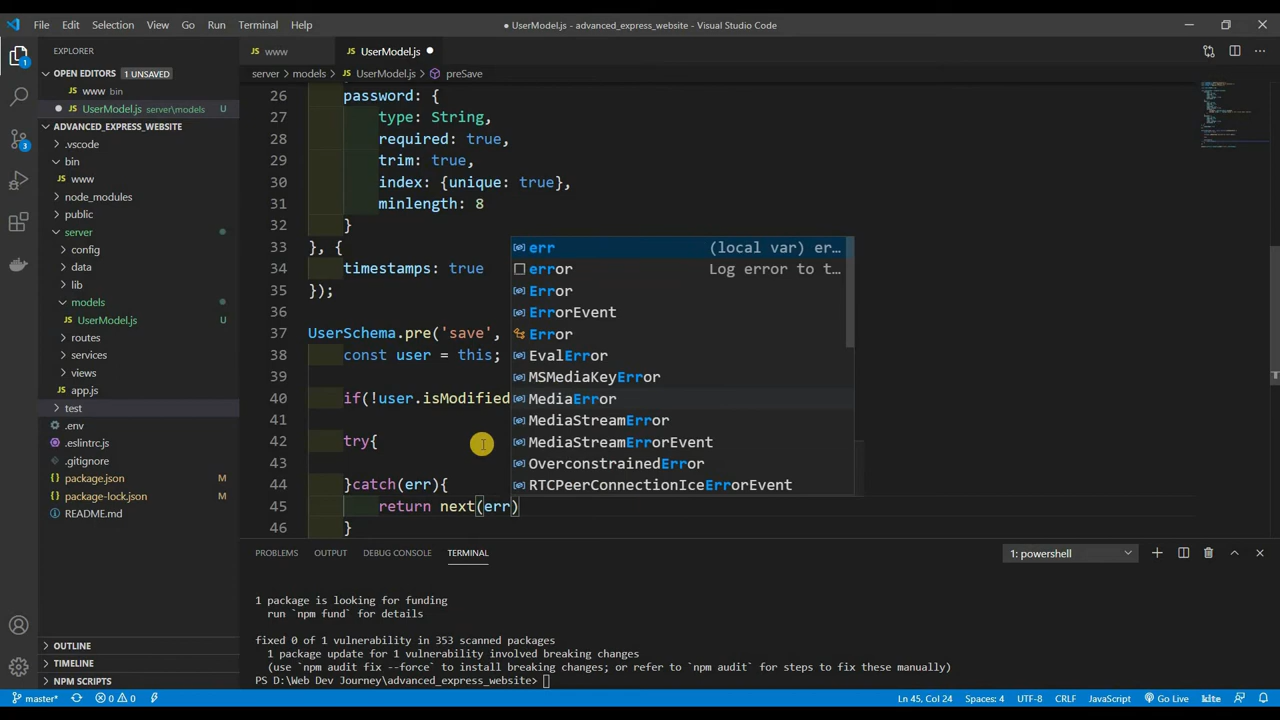 File Edit Selection View Go Run Terminal Help
● UserModel.js - advanced_express_website - Visual Studio Code
EXPLORER
OPEN EDITORS 1 UNSAVED
www bin
UserModel.js server\models U
ADVANCED_EXPRESS_WEBSITE
.vscode
bin
www
node_modules
public
server
config
data
lib
models
UserModel.js U
routes
services
views
app.js
test
.env
.eslintrc.js
.gitignore
package.json M
package-lock.json M
README.md
OUTLINE
TIMELINE
NPM SCRIPTS
1
3
www UserModel.js
server > models > UserModel.js > preSave
26 password: {
27 type: String,
28 required: true,
29 trim: true,
30 index: {unique: true},
31 minlength: 8
32 }
33 }, {
34 timestamps: true
35 });
36
37 UserSchema.pre('save',
38 const user = this;
39
40 if(!user.isModified
41
42 try{
43
44 }catch(err){
45 return next(err)
46 }
err (local var) er…
error Log error to t…
Error
ErrorEvent
Error
EvalError
MSMediaKeyError
MediaError
MediaStreamError
MediaStreamErrorEvent
OverconstrainedError
RTCPeerConnectionIceErrorEvent
PROBLEMS OUTPUT DEBUG CONSOLE TERMINAL 1: powershell
1 package is looking for funding
run `npm fund` for details
fixed 0 of 1 vulnerability in 353 scanned packages
1 package update for 1 vulnerability involved breaking changes
(use `npm audit fix --force` to install breaking changes; or refer to `npm audit` for steps to fix these manually)
PS D:\Web Dev Journey\advanced_express_website>
master* 0 0 Ln 45, Col 24 Spaces: 4 UTF-8 CRLF JavaScript Go Live kite